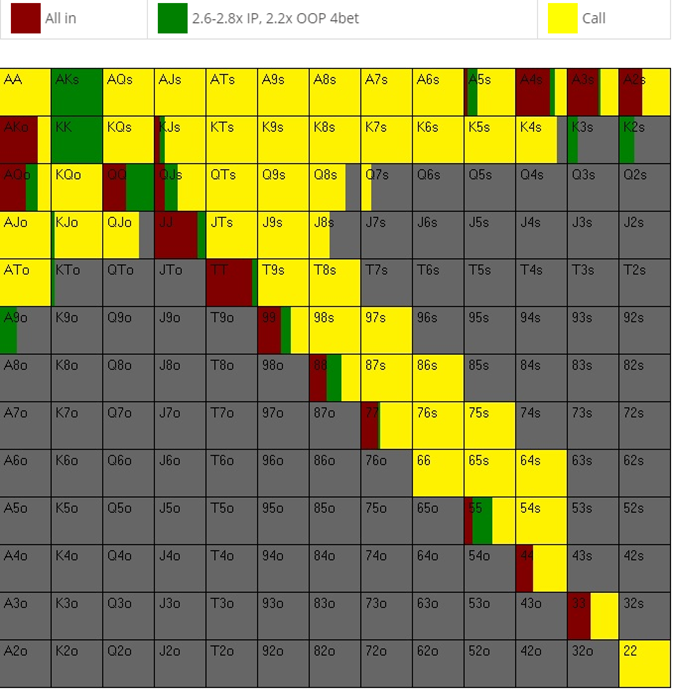 All in 2.6-2.8x IP, 2.2x OOP 4bet Call
AA AKs AQs AJs ATs A9s A8s A7s A6s A5s A4s A3s A2s
AKo KK KQs KJs KTs K9s K8s K7s K6s K5s K4s K3s K2s
AQo KQo QQ QJs QTs Q9s Q8s Q7s Q6s Q5s Q4s Q3s Q2s
AJo KJo QJo JJ JTs J9s J8s J7s J6s J5s J4s J3s J2s
ATo KTo QTo JTo TT T9s T8s T7s T6s T5s T4s T3s T2s
A9o K9o Q9o J9o T9o 99 98s 97s 96s 95s 94s 93s 92s
A8o K8o Q8o J8o T8o 98o 88 87s 86s 85s 84s 83s 82s
A7o K7o Q7o J7o T7o 97o 87o 77 76s 75s 74s 73s 72s
A6o K6o Q6o J6o T6o 96o 86o 76o 66 65s 64s 63s 62s
A5o K5o Q5o J5o T5o 95o 85o 75o 65o 55 54s 53s 52s
A4o K4o Q4o J4o T4o 94o 84o 74o 64o 54o 44 43s 42s
A3o K3o Q3o J3o T3o 93o 83o 73o 63o 53o 43o 33 32s
A2o K2o Q2o J2o T2o 92o 82o 72o 62o 52o 42o 32o 22